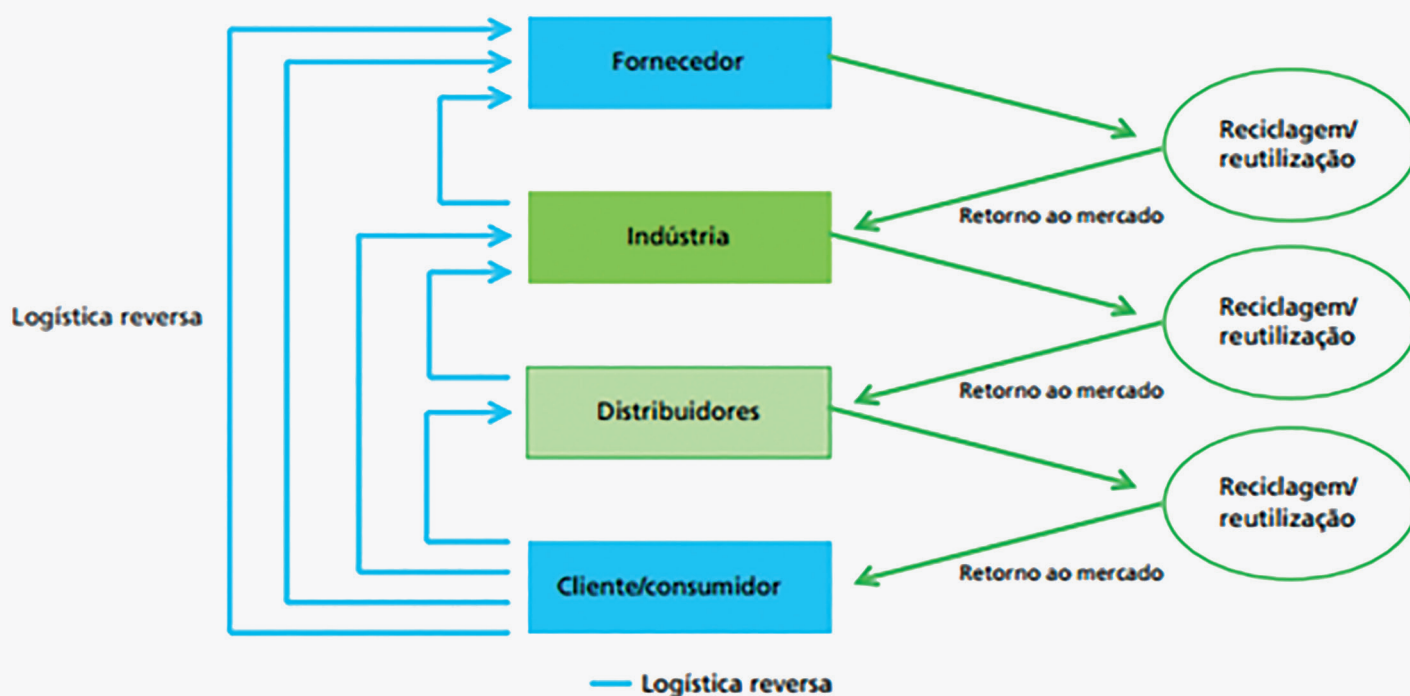 Fornecedor
Reciclagem/
reutilização
Retorno ao mercado
Indústria
Reciclagem/
reutilização
Logística reversa
Retorno ao mercado
Distribuidores
Reciclagem/
reutilização
Retorno ao mercado
Cliente/consumidor
Logística reversa